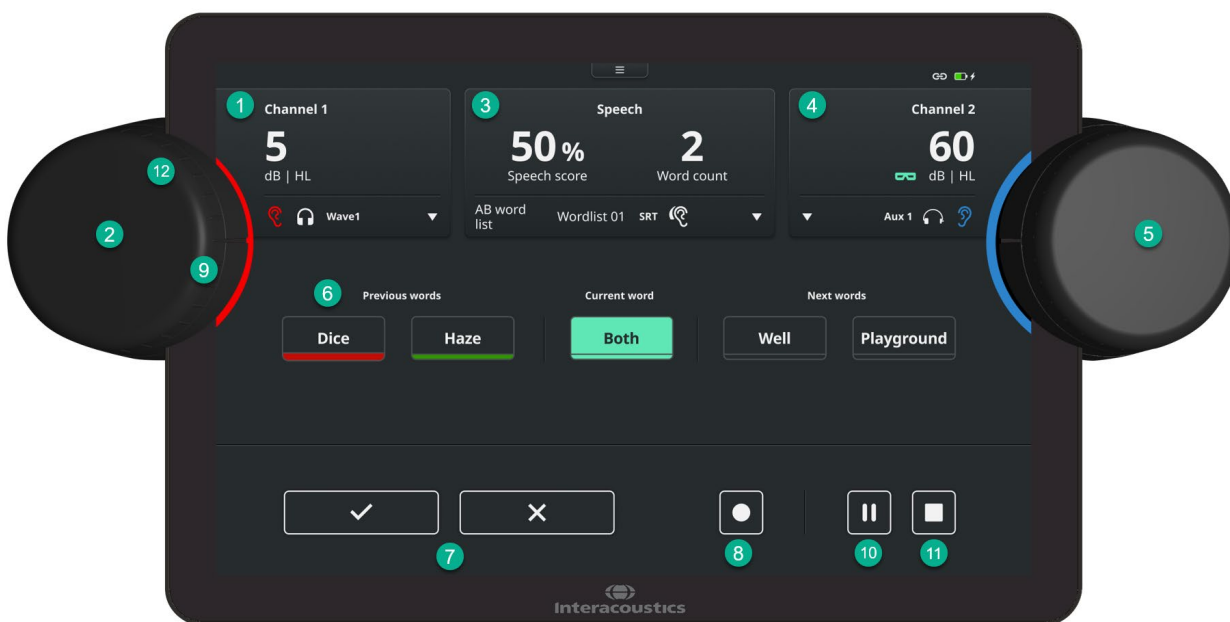 1
Channel 1
5
dB | HL
Wave1
3
Speech
50 %
2
Speech score
Word count
AB word
list
Wordlist 01
SRT
4
Channel 2
60
dB | HL
Aux 1
12
2
9
5
6
Previous words
Current word
Next words
Dice
Haze
Both
Well
Playground
7
8
10
11
Interacoustics